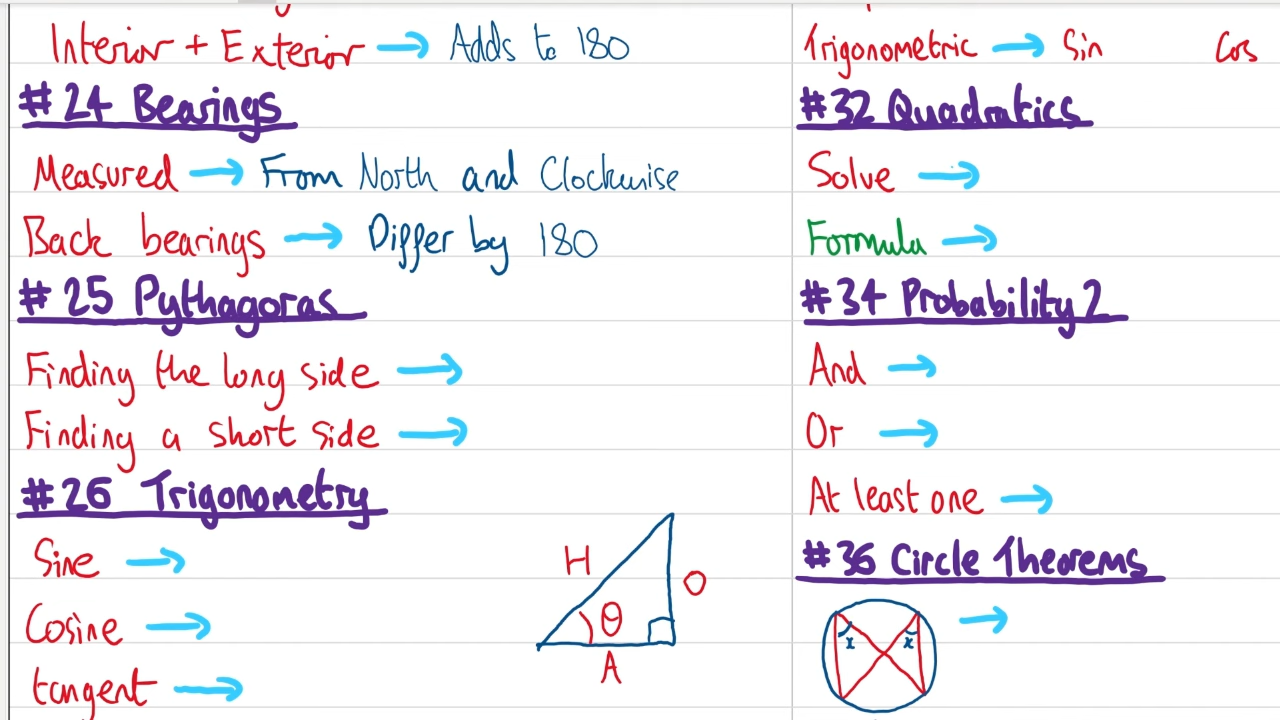 Interior + Exterior → Adds to 180
#24 Bearings
Measured → From North and Clockwise
Back bearings → Differ by 180
#25 Pythagoras
Finding the long side →
Finding a short side →
#26 Trigonometry
Sine →
Cosine →
tangent →
H
O
θ
A
Trigonometric → Sin Cos
#32 Quadratics
Solve →
Formula →
#34 Probability 2
And →
Or →
At least one →
#36 Circle Theorems
→
x x